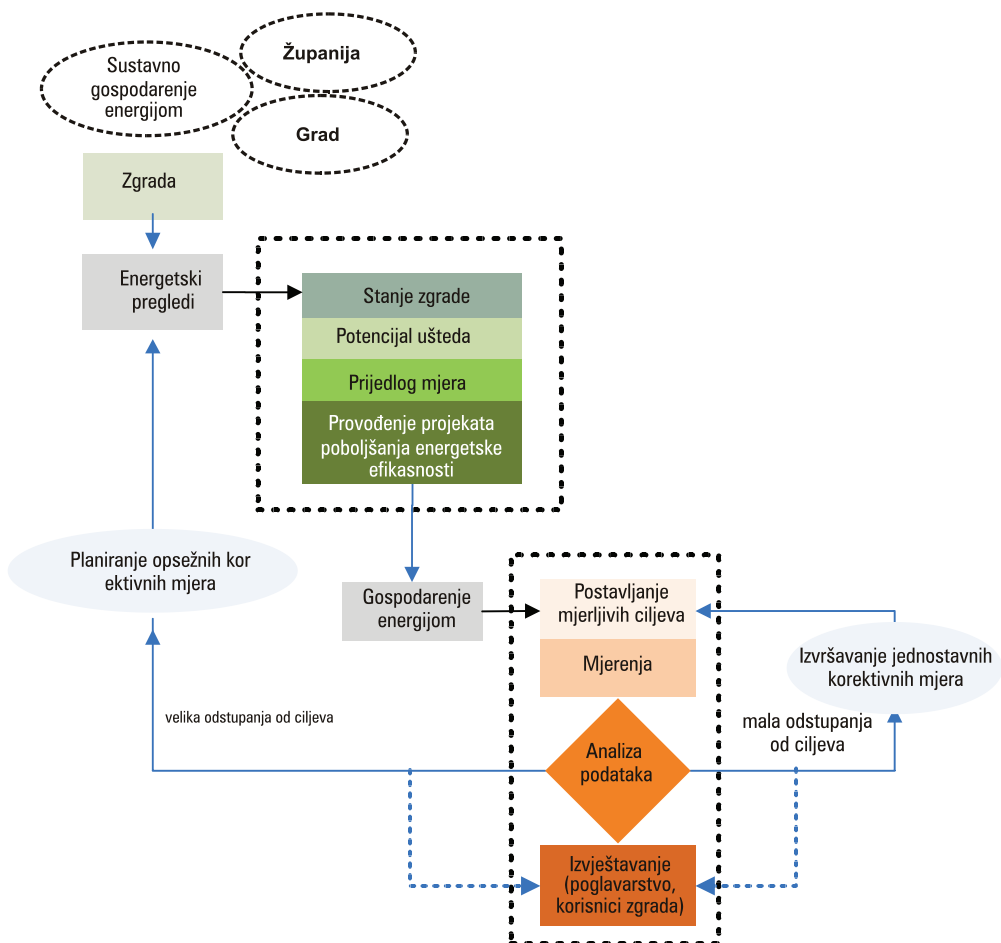 Sustavno
gospodarenje
energijom
Županija
Grad
Zgrada
Energetski
pregledi
Stanje zgrade
Potencijal ušteda
Prijedlog mjera
Provođenje projekata
poboljšanja energetske
efikasnosti
Planiranje opsežnih kor
ektivnih mjera
Gospodarenje
energijom
Postavljanje
mjerljivih ciljeva
Mjerenja
Izvršavanje jednostavnih
korektivnih mjera
velika odstupanja od ciljeva
mala odstupanja
od ciljeva
Analiza
podataka
Izvještavanje
(poglavarstvo,
korisnici zgrada)